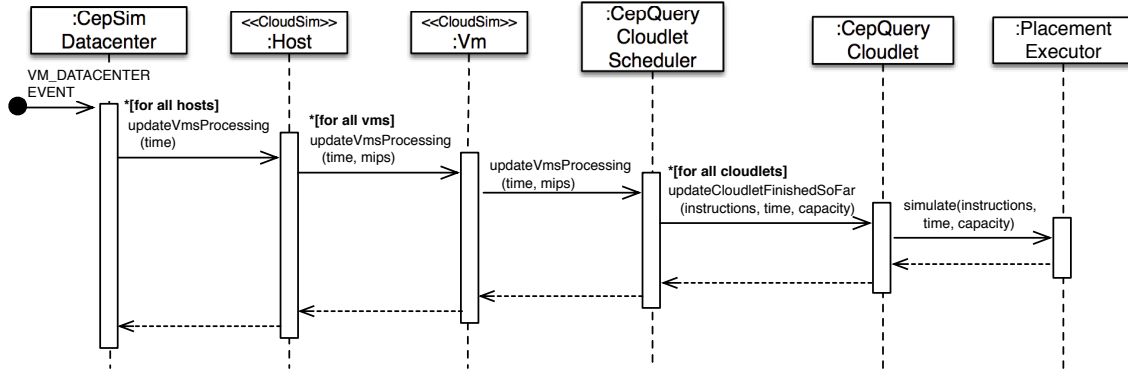 :CepSim
Datacenter
<<CloudSim>>
:Host
<<CloudSim>>
:Vm
:CepQuery
Cloudlet
Scheduler
:CepQuery
Cloudlet
:Placement
Executor
VM_DATACENTER
EVENT
*[for all hosts]
updateVmsProcessing
(time)
*[for all vms]
updateVmsProcessing
(time, mips)
updateVmsProcessing
(time, mips)
*[for all cloudlets]
updateCloudletFinishedSoFar
(instructions, time, capacity)
simulate(instructions,
time, capacity)